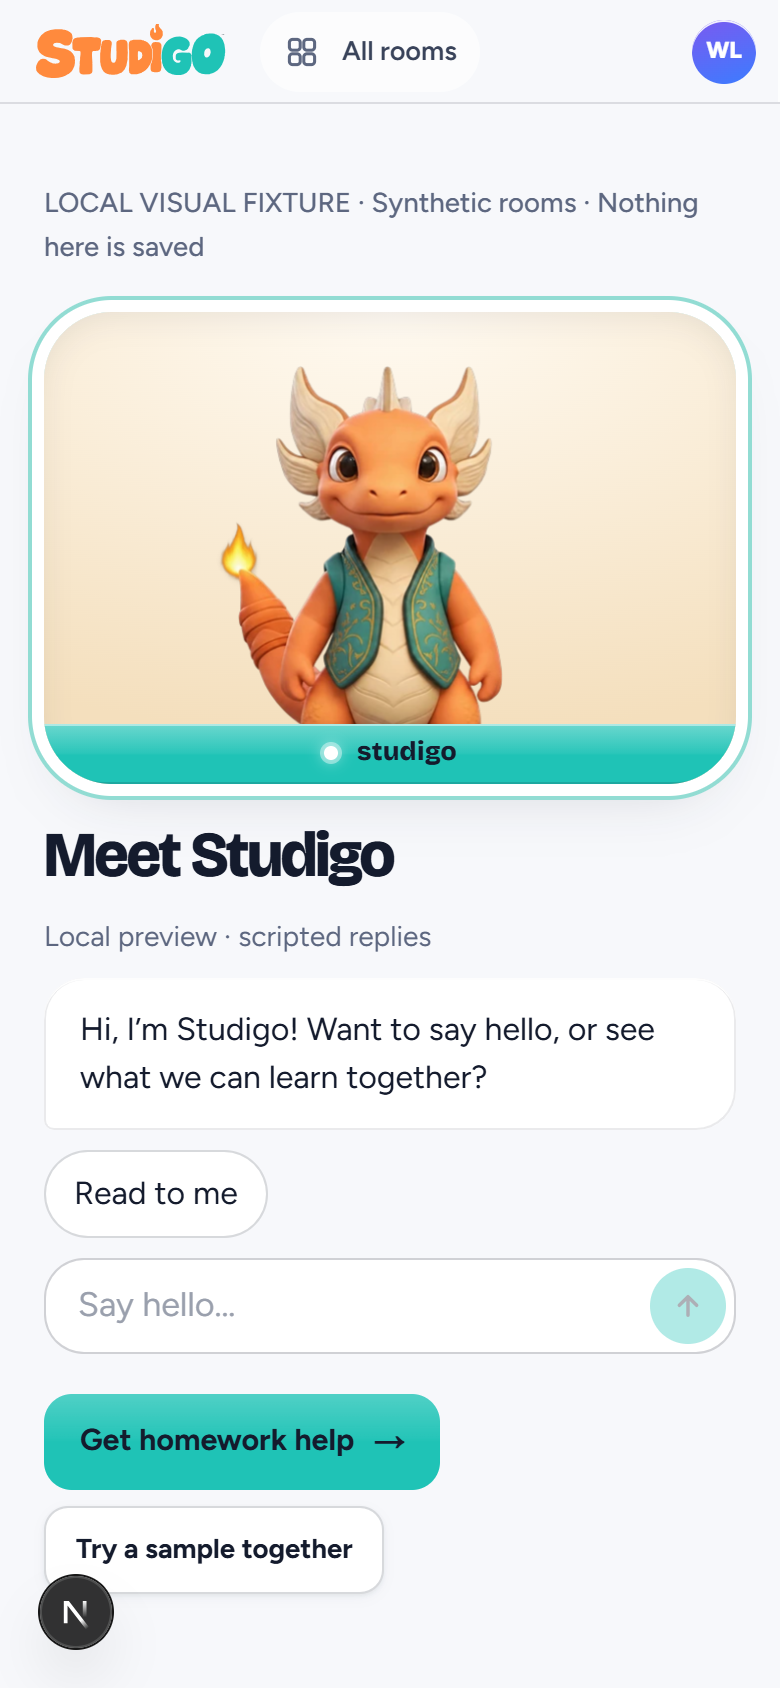 STUDiGO
All rooms
WL
LOCAL VISUAL FIXTURE · Synthetic rooms · Nothing
here is saved
studigo
Meet Studigo
Local preview · scripted replies
Hi, I’m Studigo! Want to say hello, or see
what we can learn together?
Read to me
Say hello...
Get homework help →
Try a sample together
N